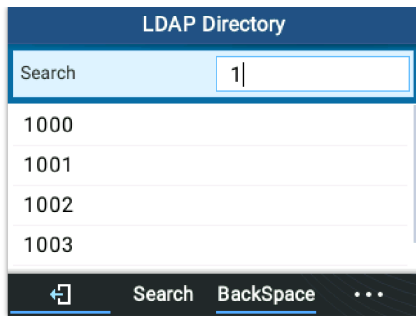 LDAP Directory
Search 1
1000
1001
1002
1003
Search BackSpace ...